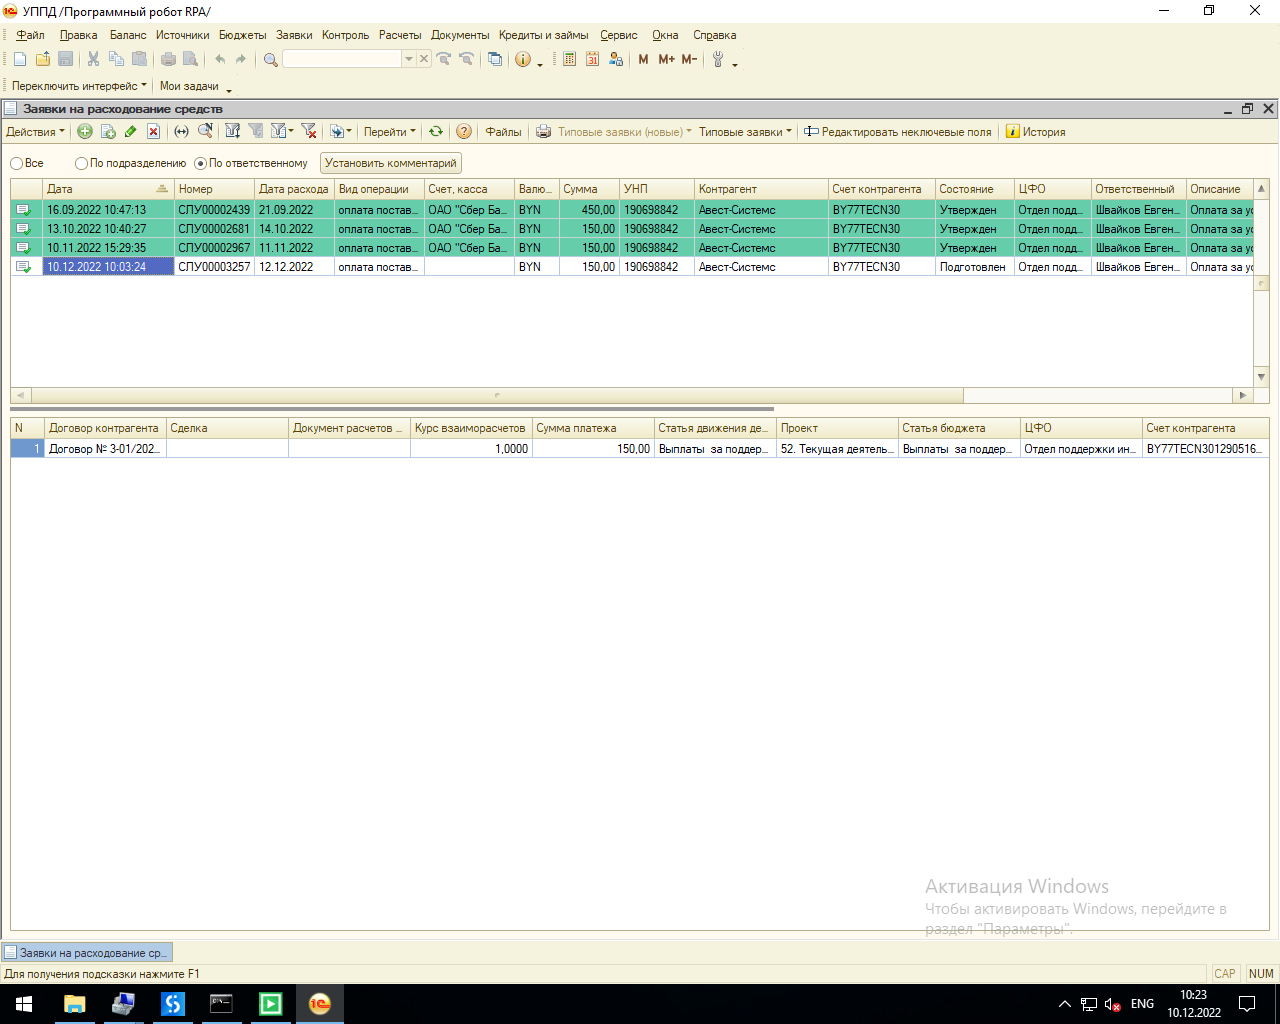 УППД /Программный робот RPA/
Файл Правка Баланс Источники Бюджеты Заявки Контроль Расчеты Документы Кредиты и займы Сервис Окна Справка
M M+ M-
Переключить интерфейс Мои задачи
Заявки на расходование средств
Действия Перейти Файлы Типовые заявки (новые) Типовые заявки Редактировать неключевые поля История
Все По подразделению По ответственному Установить комментарий
Дата Номер Дата расхода Вид операции Счет, касса Валю... Сумма УНП Контрагент Счет контрагента Состояние ЦФО Ответственный Описание
16.09.2022 10:47:13 СПУ00002439 21.09.2022 оплата постав... ОАО "Сбер Ба... BYN 450,00 190698842 Авест-Системс BY77TECN30 Утвержден Отдел подд... Швайков Евген... Оплата за ус
13.10.2022 10:40:27 СПУ00002681 14.10.2022 оплата постав... ОАО "Сбер Ба... BYN 150,00 190698842 Авест-Системс BY77TECN30 Утвержден Отдел подд... Швайков Евген... Оплата за ус
10.11.2022 15:29:35 СПУ00002967 11.11.2022 оплата постав... ОАО "Сбер Ба... BYN 150,00 190698842 Авест-Системс BY77TECN30 Утвержден Отдел подд... Швайков Евген... Оплата за ус
10.12.2022 10:03:24 СПУ00003257 12.12.2022 оплата постав... BYN 150,00 190698842 Авест-Системс BY77TECN30 Подготовлен Отдел подд... Швайков Евген... Оплата за ус
N Договор контрагента Сделка Документ расчетов ... Курс взаиморасчетов Сумма платежа Статья движения де... Проект Статья бюджета ЦФО Счет контрагента
1 Договор № 3-01/202... 1,0000 150,00 Выплаты за поддер... 52. Текущая деятель... Выплаты за поддер... Отдел поддержки ин... BY77TECN301290516...
Активация Windows
Чтобы активировать Windows, перейдите в
раздел "Параметры".
Заявки на расходование ср...
Для получения подсказки нажмите F1 CAP NUM
ENG 10:23
10.12.2022